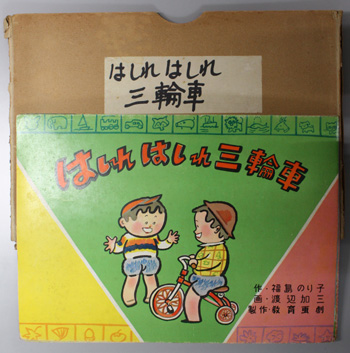 はしれ はしれ
三輪車
はしれ はしれ 三輪車
作・福島のり子
画・渡辺加三
製作・教育画劇